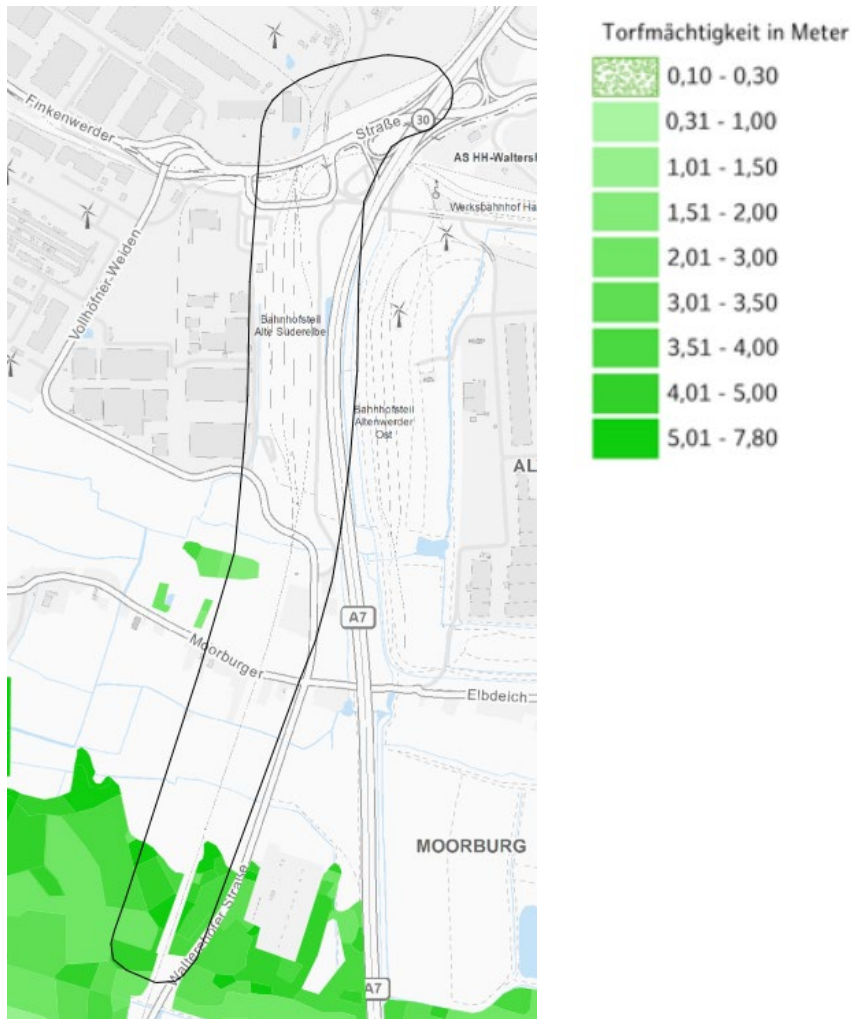 Torfmächtigkeit in Meter
0,10 - 0,30
0,31 - 1,00
1,01 - 1,50
1,51 - 2,00
2,01 - 3,00
3,01 - 3,50
3,51 - 4,00
4,01 - 5,00
5,01 - 7,80
Finkenwerder
Straße
30
AS HH-Waltersh
Werksbahnhof Ha
Vollhöfner-Weiden
Bahnhofsteil
Alte Süderelbe
Bahnhofsteil
Altenwerder
Ost
AL
A7
Moorburger
Elbdeich
MOORBURG
Waltershofer Straße
A7